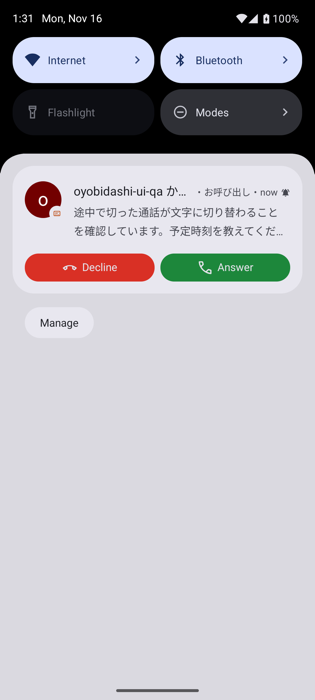 1:31 Mon, Nov 16 100%
Internet
Bluetooth
Flashlight
Modes
o
oyobidashi-ui-qa か… ・お呼び出し・now
途中で切った通話が文字に切り替わること
を確認しています。予定時刻を教えてくだ…
Decline
Answer
Manage